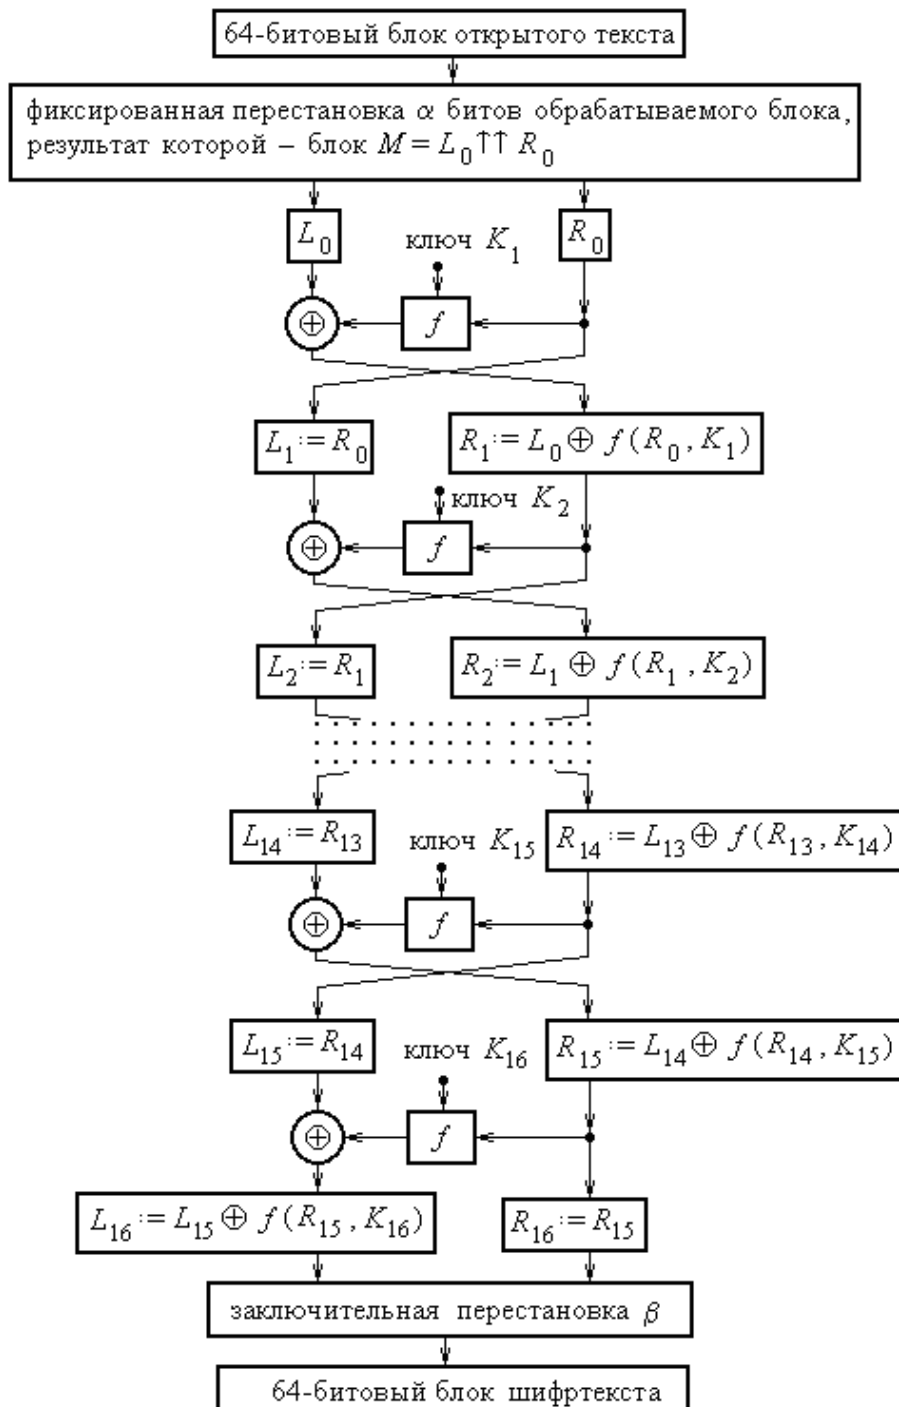 64-битовый блок открытого текста
фиксированная перестановка α битов обрабатываемого блока,
результат которой – блок M = L₀ ↑↑ R₀
L₀
ключ K₁
R₀
⊕
f
L₁ := R₀
R₁ := L₀ ⊕ f(R₀, K₁)
ключ K₂
⊕
f
L₂ := R₁
R₂ := L₁ ⊕ f(R₁, K₂)
L₁₄ := R₁₃
ключ K₁₅
R₁₄ := L₁₃ ⊕ f(R₁₃, K₁₄)
⊕
f
L₁₅ := R₁₄
ключ K₁₆
R₁₅ := L₁₄ ⊕ f(R₁₄, K₁₅)
⊕
f
L₁₆ := L₁₅ ⊕ f(R₁₅, K₁₆)
R₁₆ := R₁₅
заключительная перестановка β
64-битовый блок шифртекста